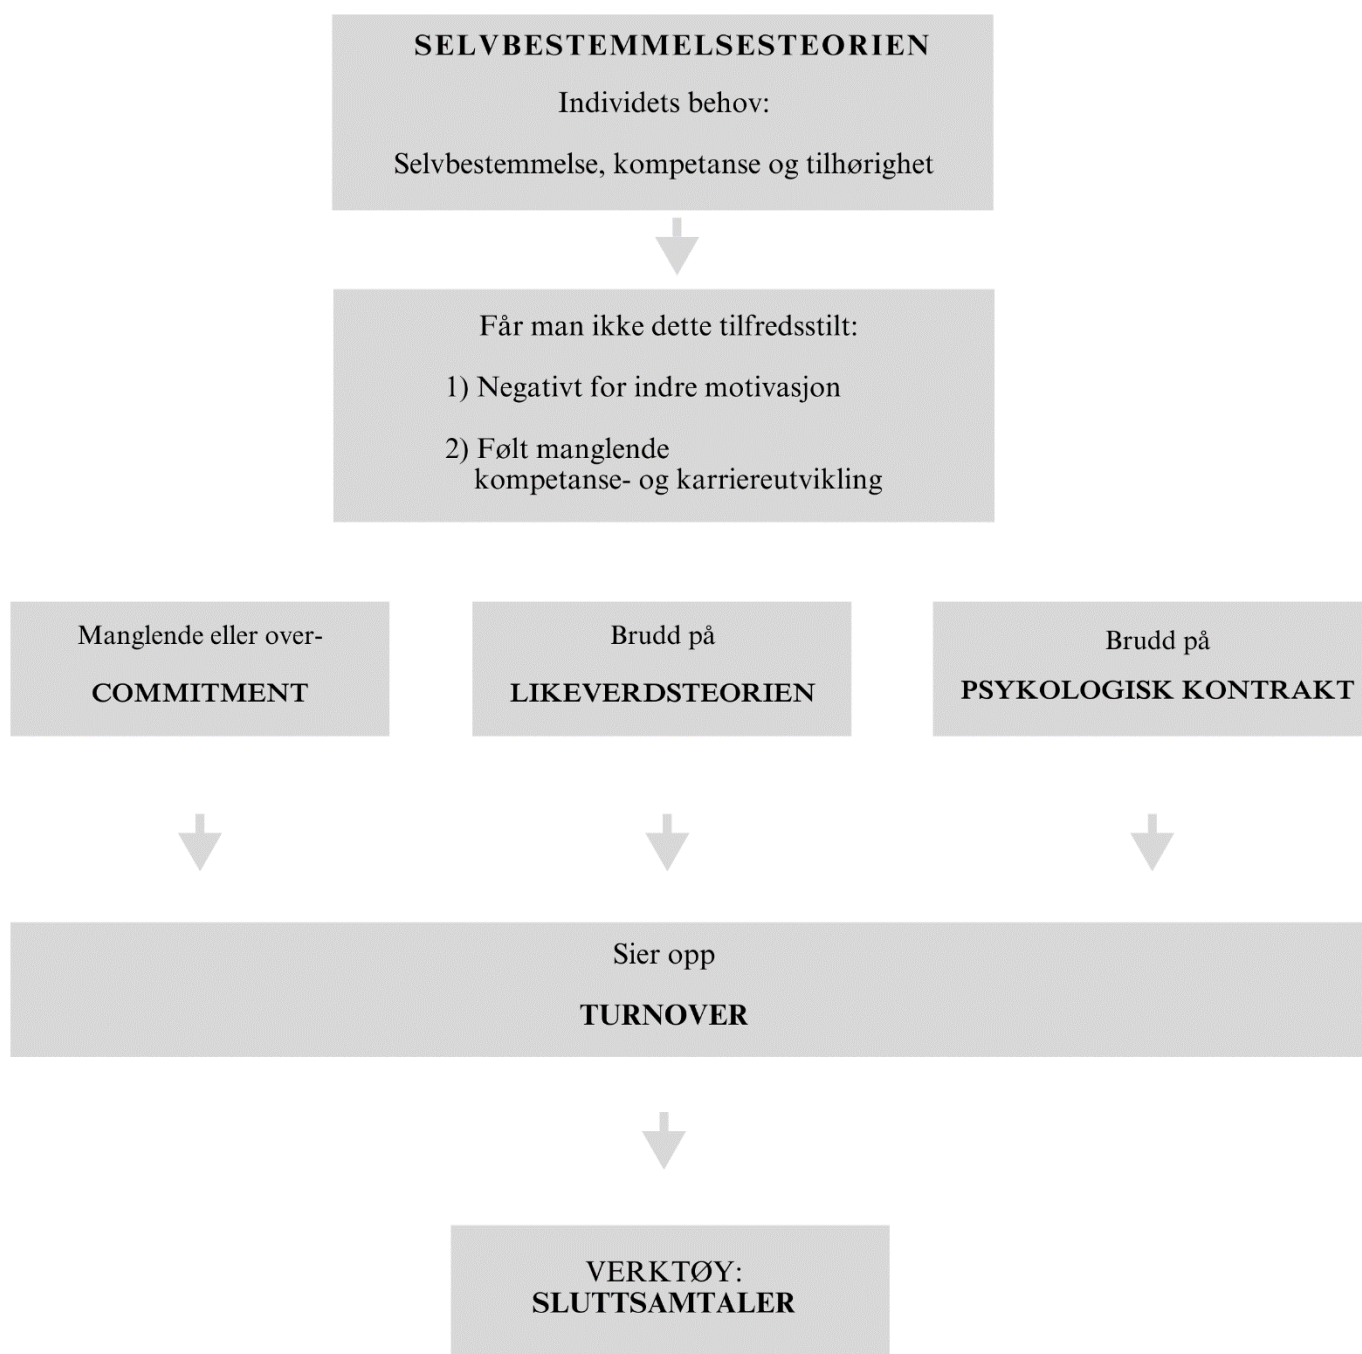 SELVBESTEMMELSESTEORIEN
Individets behov:
Selvbestemmelse, kompetanse og tilhørighet
Får man ikke dette tilfredsstilt:
1) Negativt for indre motivasjon
2) Følt manglende
kompetanse- og karriereutvikling
Manglende eller over-
COMMITMENT
Brudd på
LIKEVERDSTEORIEN
Brudd på
PSYKOLOGISK KONTRAKT
Sier opp
TURNOVER
VERKTØY:
SLUTTSAMTALER